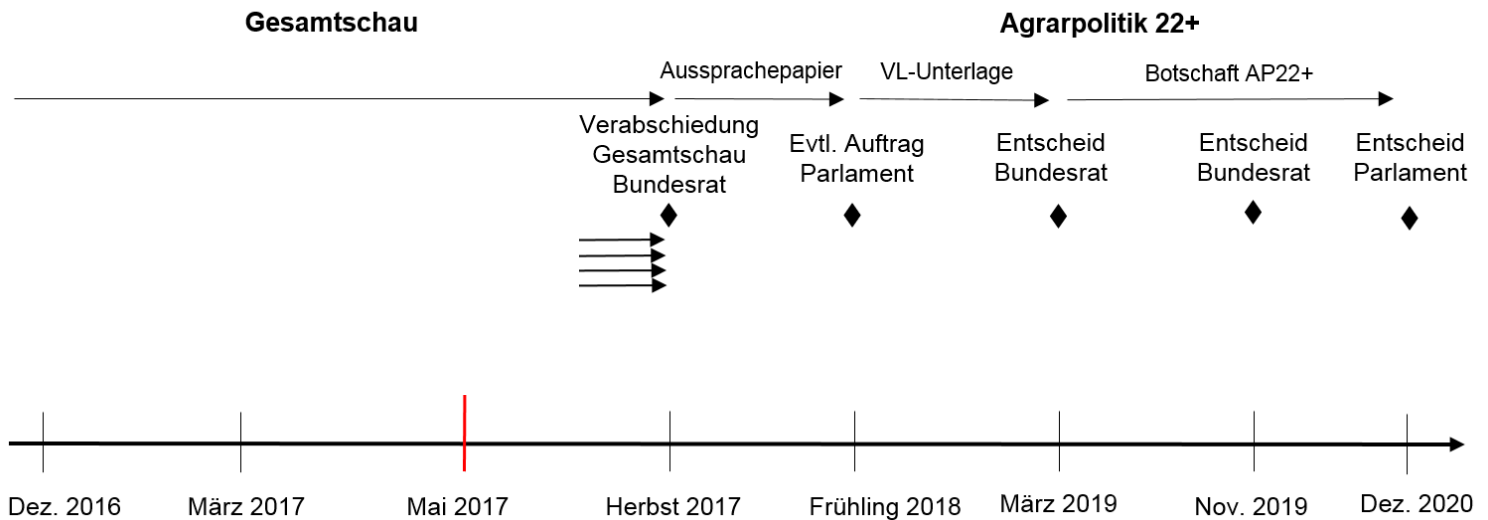 Gesamtschau
Agrarpolitik 22+
Aussprachepapier
VL-Unterlage
Botschaft AP22+
Verabschiedung
Gesamtschau
Bundesrat
Evtl. Auftrag
Parlament
Entscheid
Bundesrat
Entscheid
Bundesrat
Entscheid
Parlament
Dez. 2016
März 2017
Mai 2017
Herbst 2017
Frühling 2018
März 2019
Nov. 2019
Dez. 2020